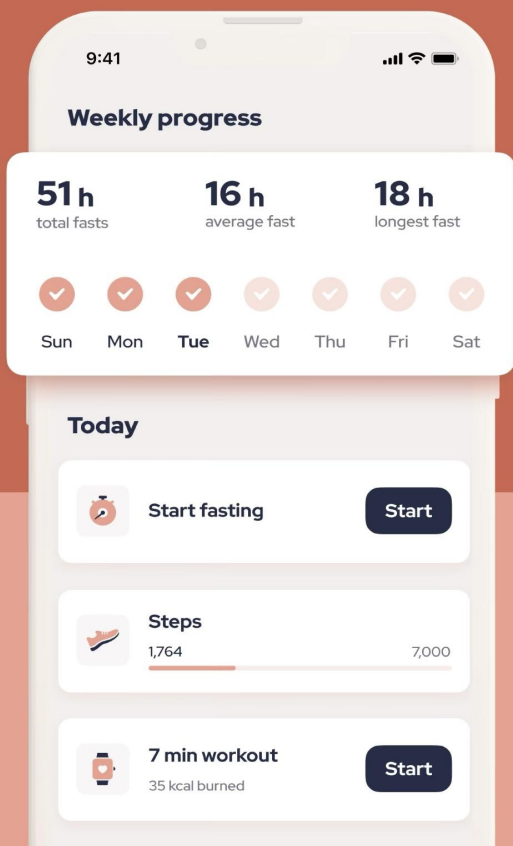 9:41
Weekly progress
51 h 16 h 18 h
total fasts average fast longest fast
Sun Mon Tue Wed Thu Fri Sat
Today
Start fasting Start
Steps
1,764 7,000
7 min workout
35 kcal burned
Start